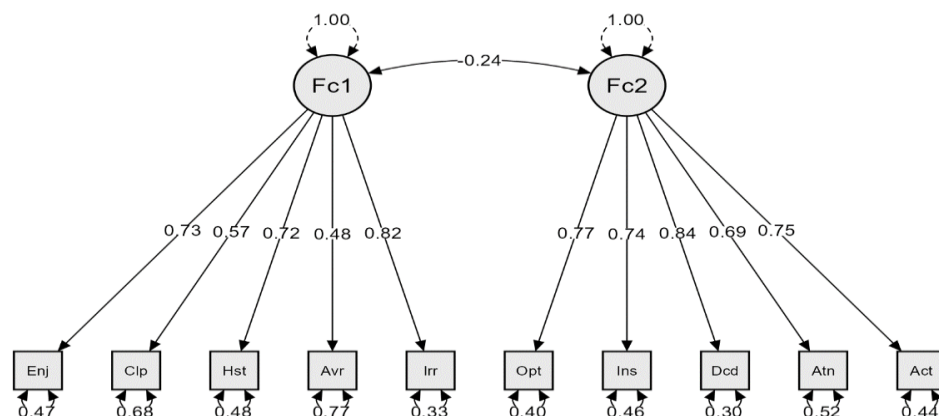 1.00 1.00
-0.24
Fc1 Fc2
0.73 0.57 0.72 0.48 0.82 0.77 0.74 0.84 0.69 0.75
Enj Clp Hst Avr Irr Opt Ins Dcd Atn Act
0.47 0.68 0.48 0.77 0.33 0.40 0.46 0.30 0.52 0.44